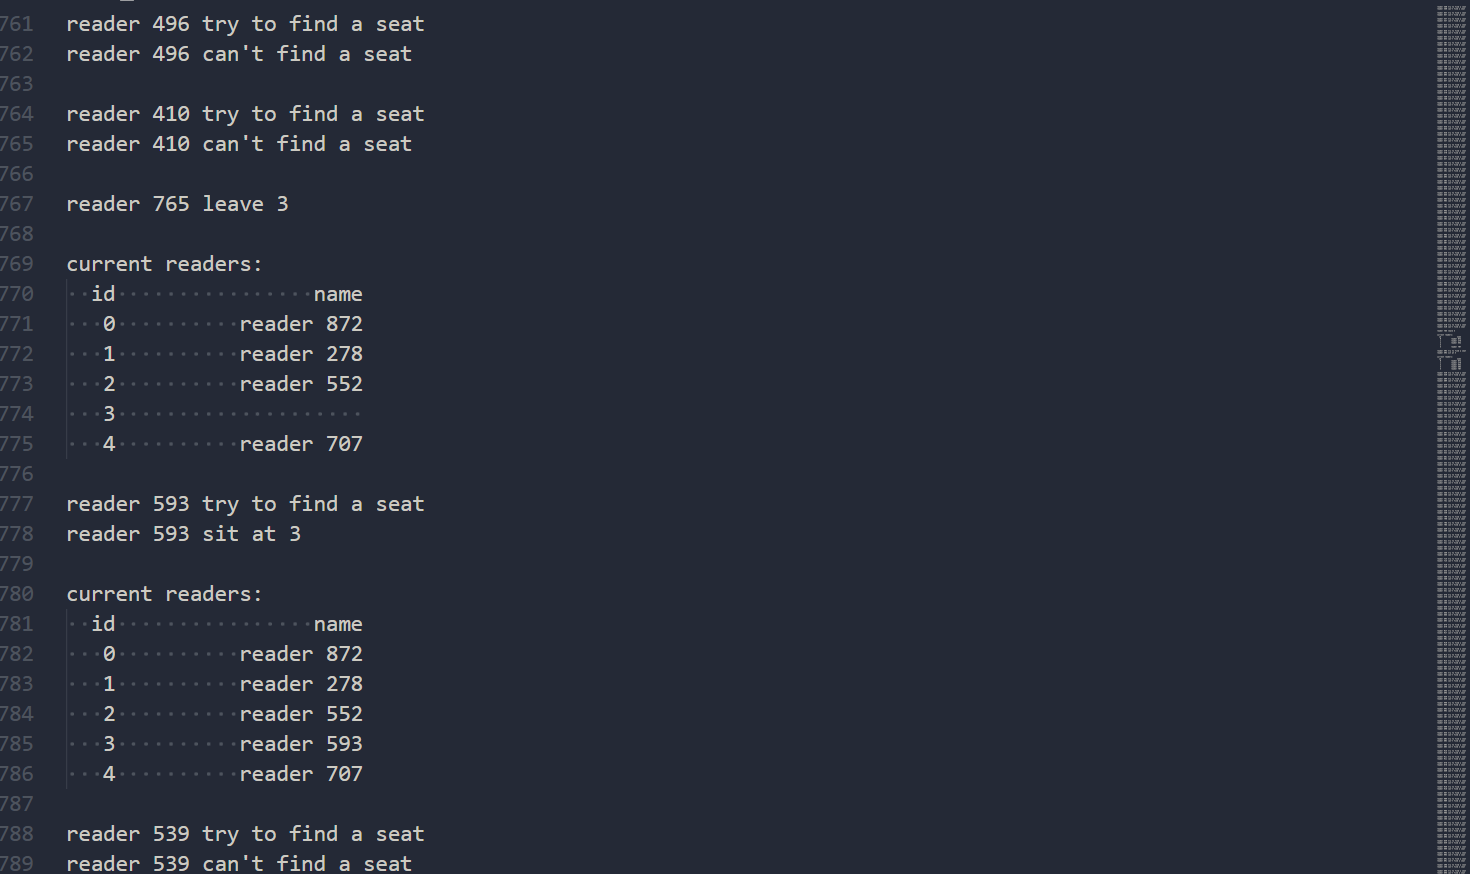 761 reader 496 try to find a seat
762 reader 496 can't find a seat
763
764 reader 410 try to find a seat
765 reader 410 can't find a seat
766
767 reader 765 leave 3
768
769 current readers:
770 id name
771 0 reader 872
772 1 reader 278
773 2 reader 552
774 3
775 4 reader 707
776
777 reader 593 try to find a seat
778 reader 593 sit at 3
779
780 current readers:
781 id name
782 0 reader 872
783 1 reader 278
784 2 reader 552
785 3 reader 593
786 4 reader 707
787
788 reader 539 try to find a seat
789 reader 539 can't find a seat